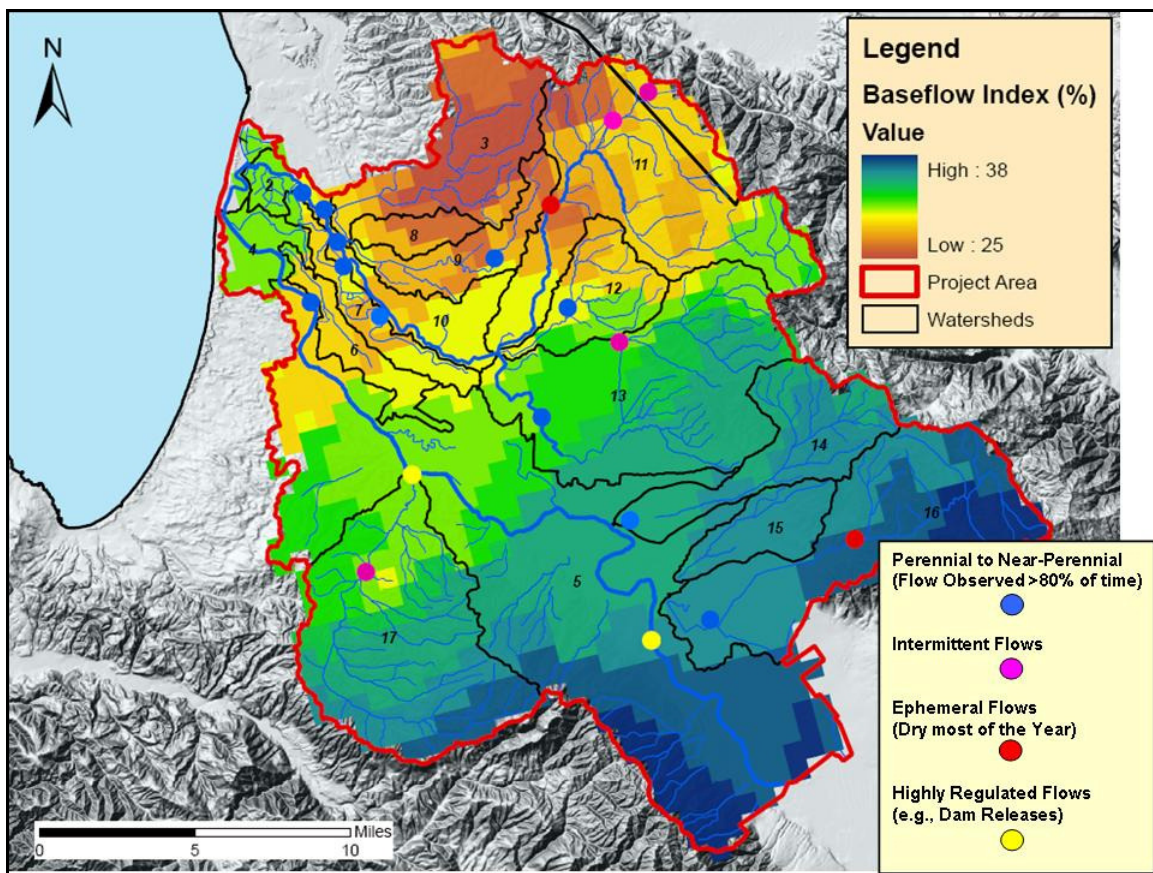 N
Legend
Baseflow Index (%)
Value
High : 38
Low : 25
Project Area
Watersheds
3
11
2
8
4
9
12
7
10
6
13
14
16
15
5
17
Perennial to Near-Perennial
(Flow Observed >80% of time)
Intermittent Flows
Ephemeral Flows
(Dry most of the Year)
Highly Regulated Flows
(e.g., Dam Releases)
Miles
0 5 10